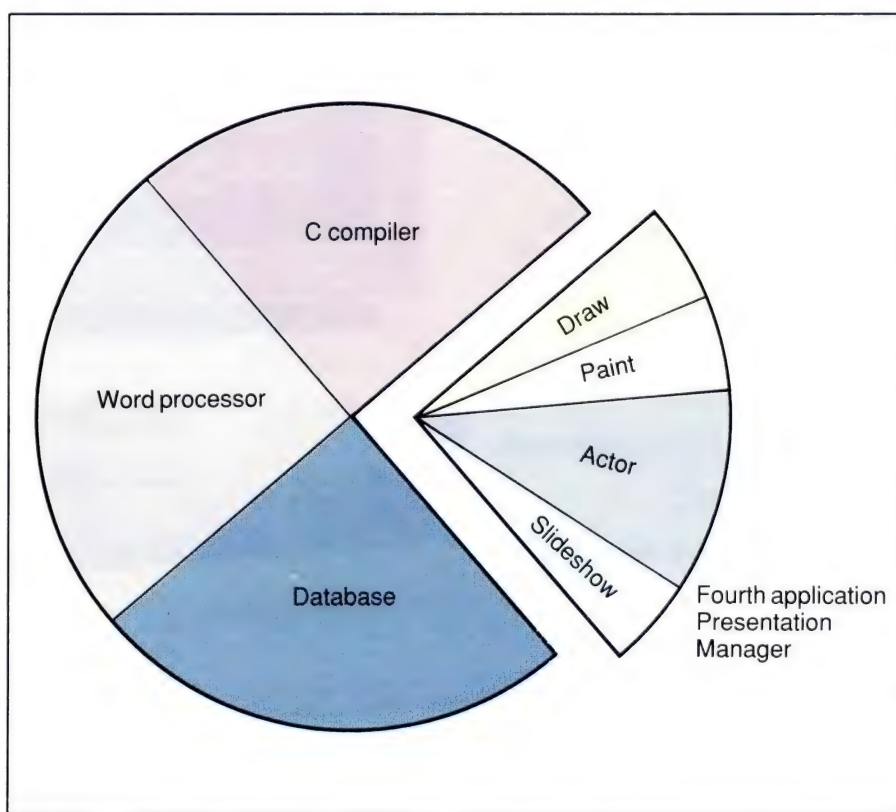 C compiler
Draw
Paint
Word processor
Actor
Slideshow
Database
Fourth application
Presentation
Manager